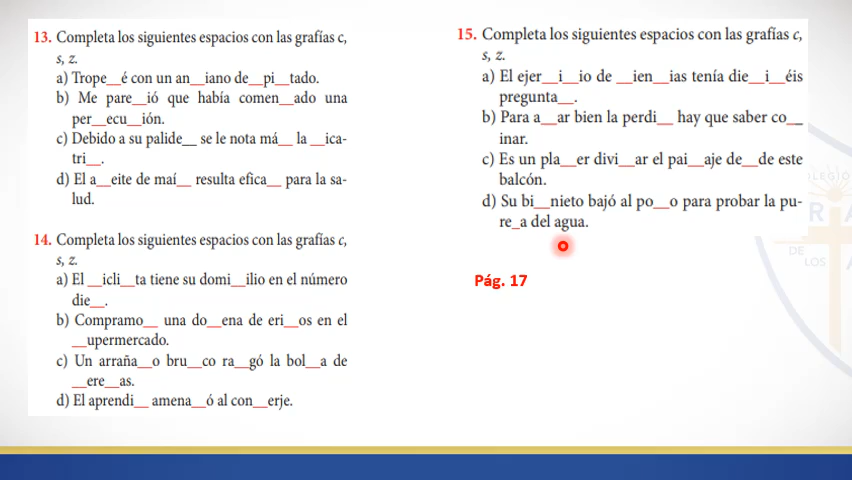 13. Completa los siguientes espacios con las grafías c,
s, z.
a) Trope__é con un an__iano de__pi__tado.
b) Me pare__ió que había comen__ado una
per__ecu__ión.
c) Debido a su palide__ se le nota má__ la __ica-
tri__.
d) El a__eite de maí__ resulta efica__ para la sa-
lud.
14. Completa los siguientes espacios con las grafías c,
s, z.
a) El __icli__ta tiene su domi__ilio en el número
die__.
b) Compramo__ una do__ena de eri__os en el
__upermercado.
c) Un arraña__o bru__co ra__gó la bol__a de
__ere__as.
d) El aprendi__ amena__ó al con__erje.
15. Completa los siguientes espacios con las grafías c,
s, z.
a) El ejer__i__io de __ien__ias tenía die__i__éis
pregunta__.
b) Para a__ar bien la perdi__ hay que saber co__
inar.
c) Es un pla__er divi__ar el pai__aje de__de este
balcón.
d) Su bi__nieto bajó al po__o para probar la pu-
re_a del agua.
Pág. 17
DE
LOS